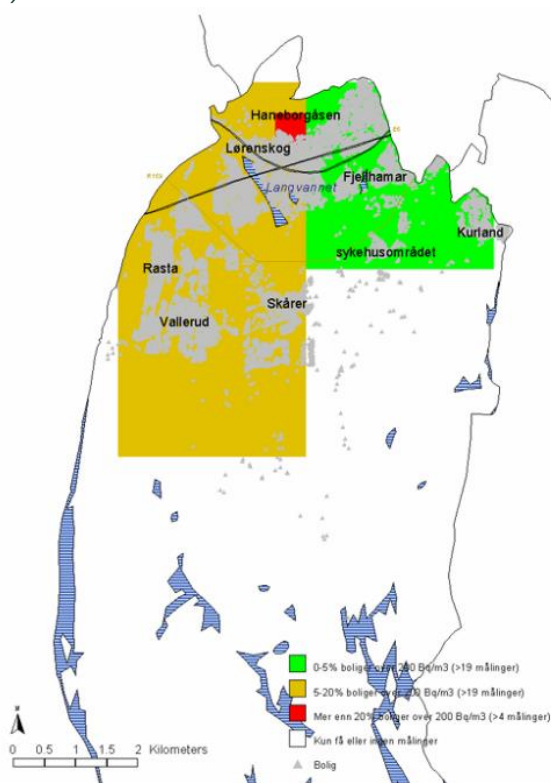 Haneborgåsen
Lørenskog
Langvannet
Fjellhamar
Kurland
sykehusområdet
Rasta
Skårer
Vallerud
0-5% boliger over 200 Bq/m3 (>19 målinger)
5-20% boliger over 200 Bq/m3 (>19 målinger)
Mer enn 20% boliger over 200 Bq/m3 (>4 målinger)
Kun få eller ingen målinger
Bolig
N
0 0.5 1 2 Kilometers